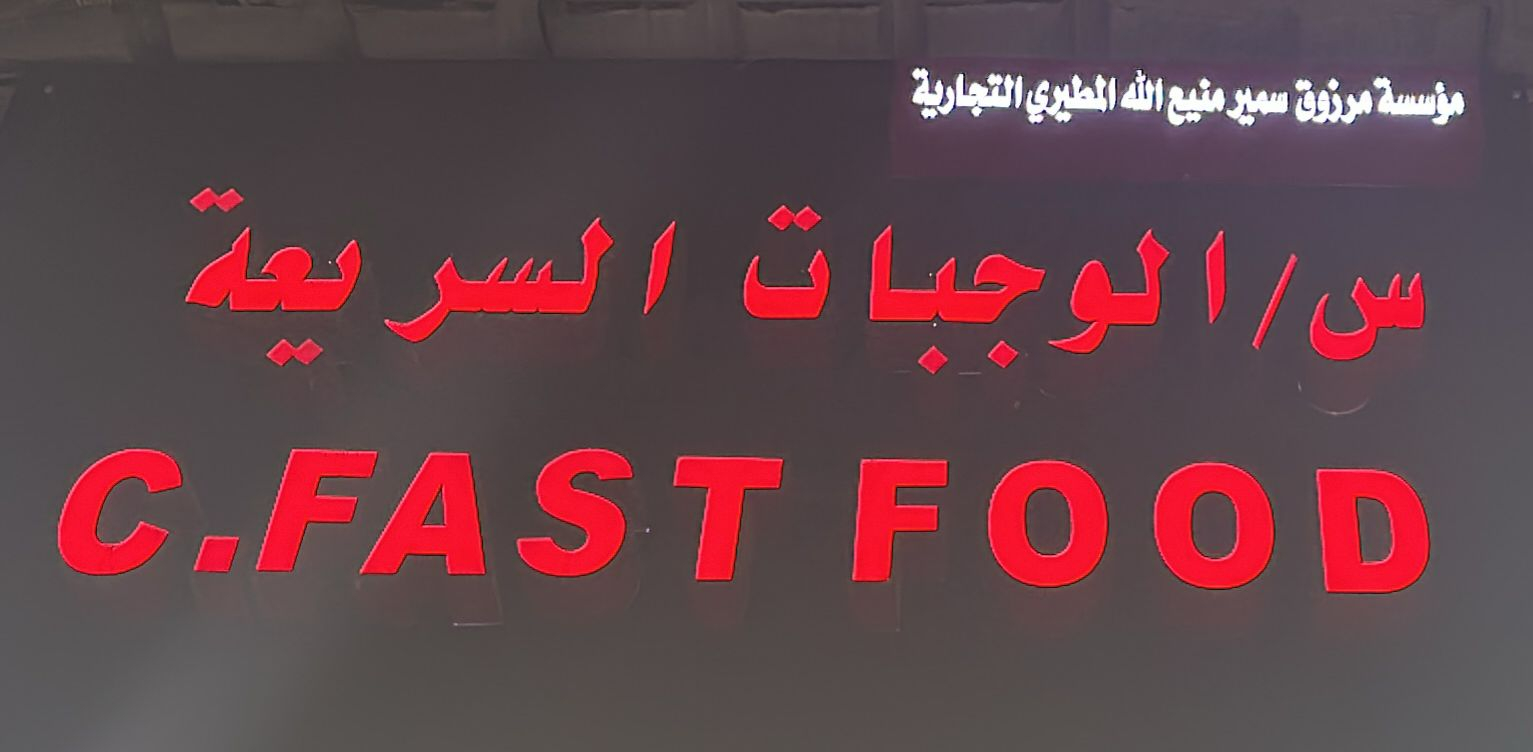 مؤسسة مرزوق سمير منيع الله المطيري التجارية
س/الوجبات السريعة
C.FAST FOOD